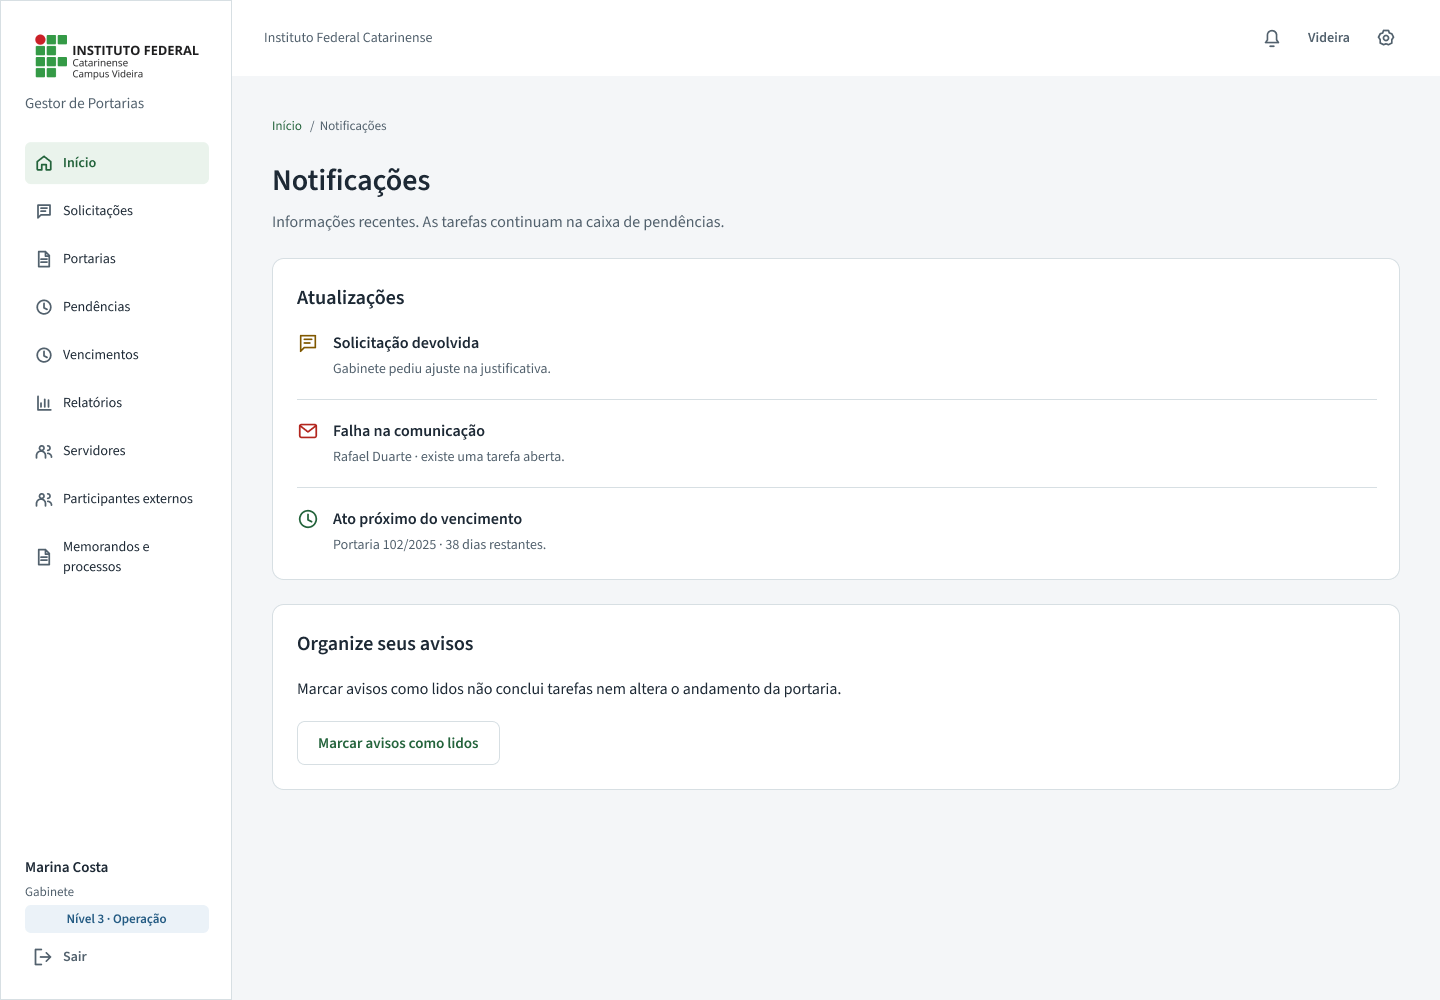 INSTITUTO FEDERAL
Catarinense
Campus Videira
Gestor de Portarias
Início
Solicitações
Portarias
Pendências
Vencimentos
Relatórios
Servidores
Participantes externos
Memorandos e
processos
Marina Costa
Gabinete
Nível 3 · Operação
Sair
Instituto Federal Catarinense
Videira
Início / Notificações
Notificações
Informações recentes. As tarefas continuam na caixa de pendências.
Atualizações
Solicitação devolvida
Gabinete pediu ajuste na justificativa.
Falha na comunicação
Rafael Duarte · existe uma tarefa aberta.
Ato próximo do vencimento
Portaria 102/2025 · 38 dias restantes.
Organize seus avisos
Marcar avisos como lidos não conclui tarefas nem altera o andamento da portaria.
Marcar avisos como lidos